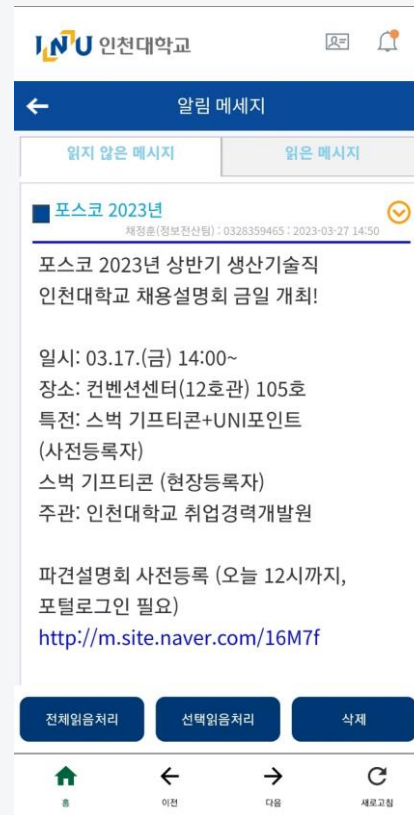 INU 인천대학교
알림 메세지
읽지 않은 메시지
읽은 메시지
포스코 2023년
채정훈(정보전산팀) : 0328359465 : 2023-03-27 14:50
포스코 2023년 상반기 생산기술직
인천대학교 채용설명회 금일 개최!
일시: 03.17.(금) 14:00~
장소: 컨벤션센터(12호관) 105호
특전: 스벅 기프티콘+UNI포인트
(사전등록자)
스벅 기프티콘 (현장등록자)
주관: 인천대학교 취업경력개발원
파견설명회 사전등록 (오늘 12시까지,
포털로그인 필요)
http://m.site.naver.com/16M7f
전체읽음처리
선택읽음처리
삭제
홈
이전
다음
새로고침